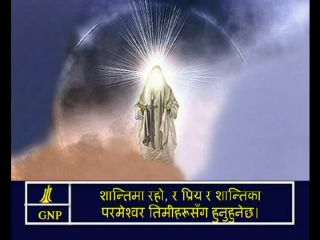 शान्तिमा रहो, र प्रिय र शान्तिका
परमेश्वर तिमीहरूसँग हुनुहुनेछ।
GNP